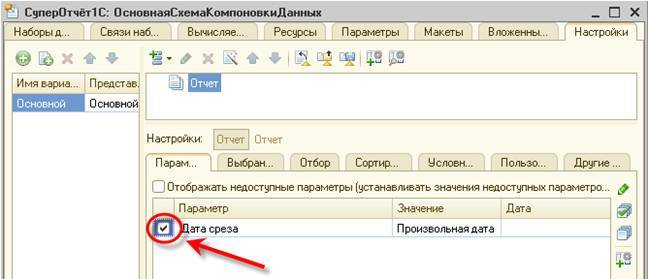 СуперОтчёт1С: ОсновнаяСхемаКомпоновкиДанных
Наборы д... Связи наб... Вычисляе... Ресурсы Параметры Макеты Вложенны... Настройки
Имя вариа... Представ...
Основной Основной
Отчет
Настройки: Отчет Отчет
Парам... Выбран... Отбор Сортир... Условн... Пользо... Другие ...
Отображать недоступные параметры (устанавливать значения недоступных параметро...
Параметр Значение Дата
Дата среза Произвольная дата